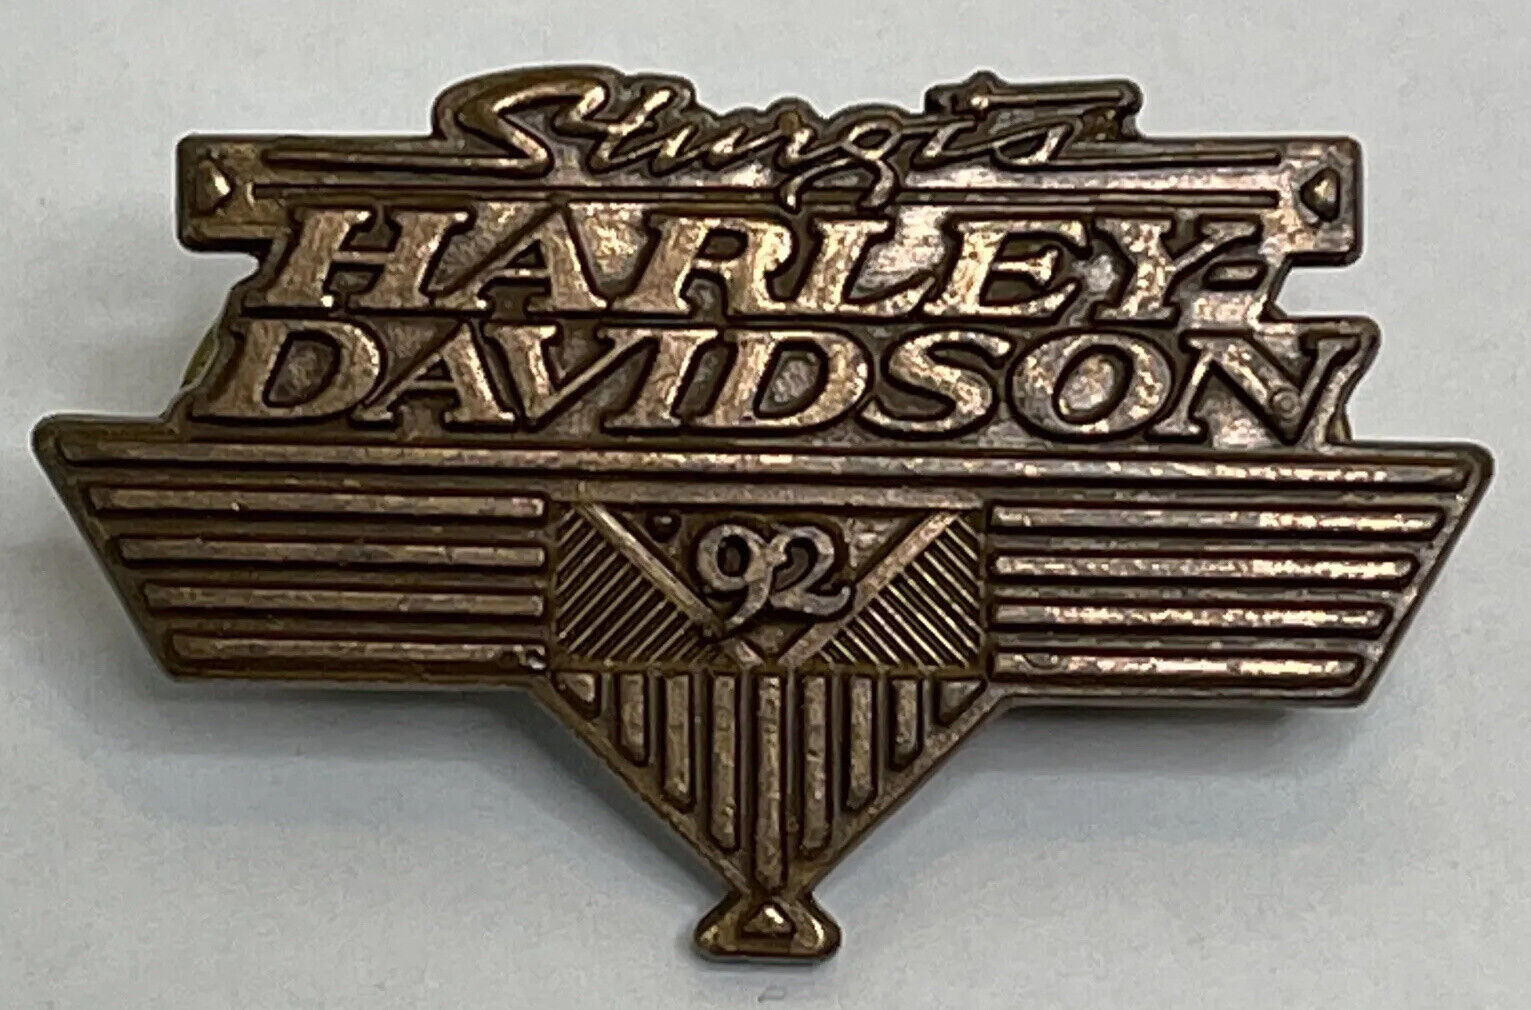 Sturgis
HARLEY-
DAVIDSON
92